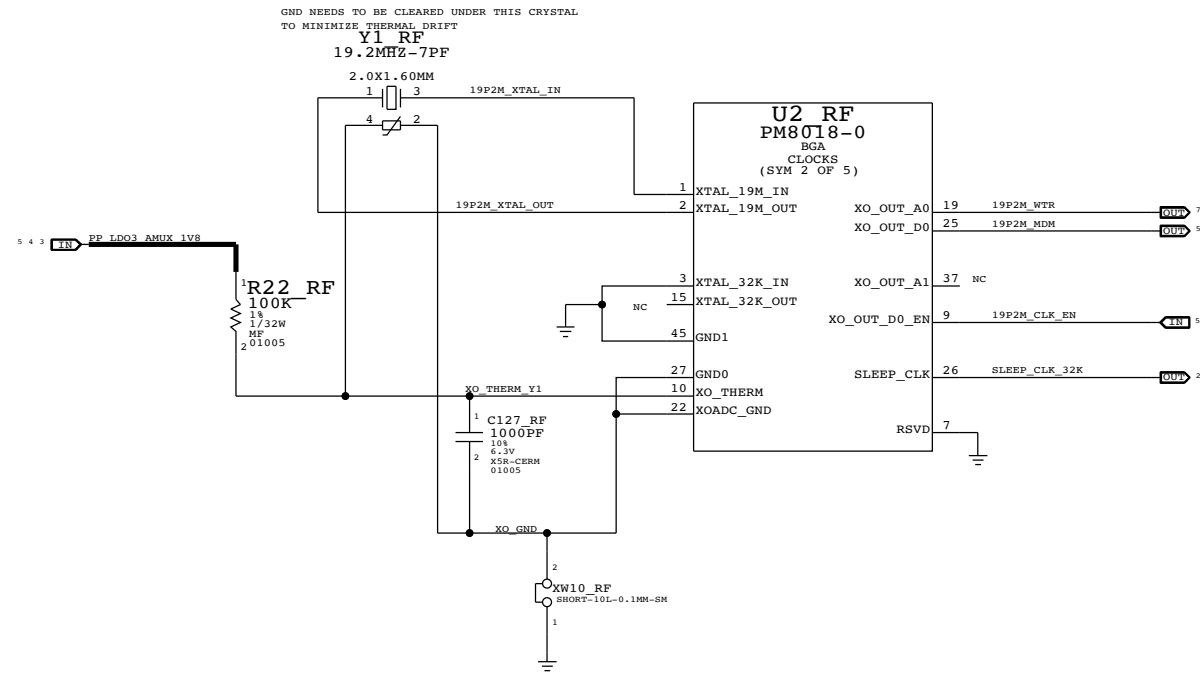 GND NEEDS TO BE CLEARED UNDER THIS CRYSTAL
TO MINIMIZE THERMAL DRIFT
Y1_RF
19.2MHZ-7PF
2.0X1.60MM
1 3 19P2M_XTAL_IN
4 2
U2_RF
PM8018-0
BGA
CLOCKS
(SYM 2 OF 5)
1 XTAL_19M_IN
19P2M_XTAL_OUT 2 XTAL_19M_OUT
XO_OUT_A0 19 19P2M_WTR OUT 7
XO_OUT_D0 25 19P2M_MDM OUT 5
5 4 3 IN PP_LDO3_AMUX_1V8
1 R22_RF
100K
1%
1/32W
MF
2 01005
3 XTAL_32K_IN
NC 15 XTAL_32K_OUT
XO_OUT_A1 37 NC
XO_OUT_D0_EN 9 19P2M_CLK_EN IN 5
45 GND1
27 GND0
SLEEP_CLK 26 SLEEP_CLK_32K OUT 2
XO_THERM_Y1 10 XO_THERM
22 XOADC_GND
RSVD 7
1 C127_RF
1000PF
10%
6.3V
2 X5R-CERM
01005
XO_GND
2
XW10_RF
SHORT-10L-0.1MM-SM
1